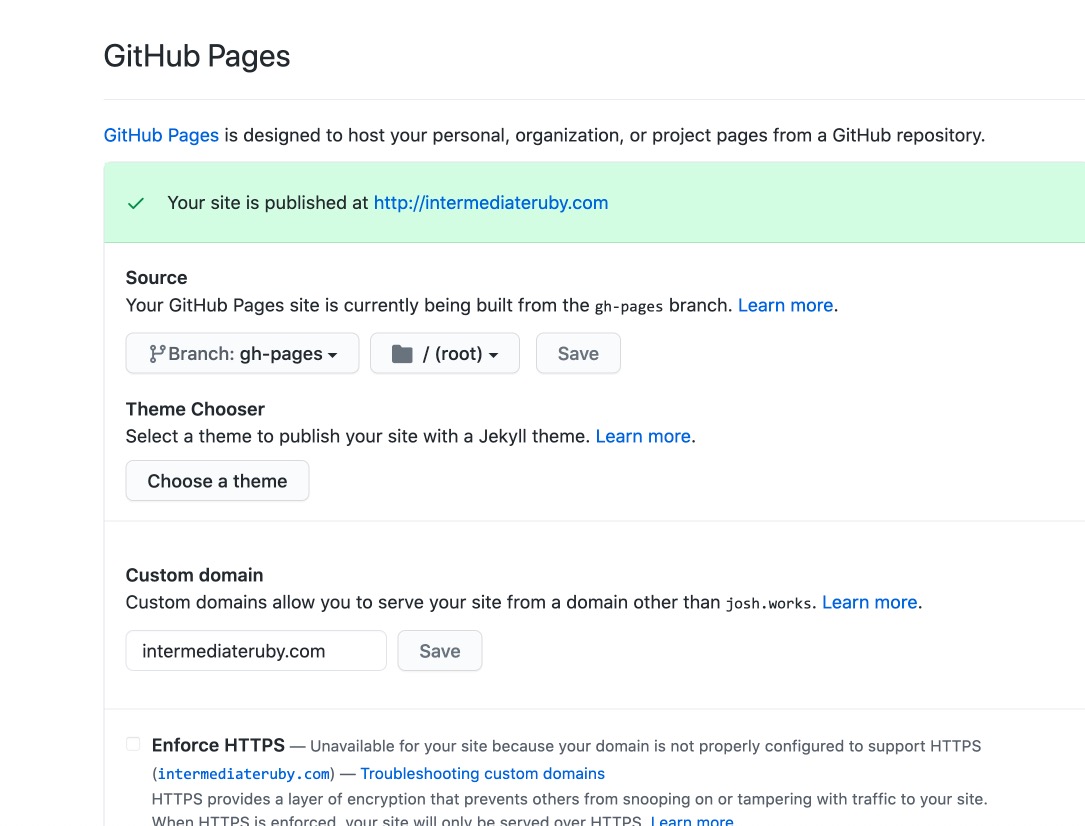 GitHub Pages
GitHub Pages is designed to host your personal, organization, or project pages from a GitHub repository.
Your site is published at http://intermediateruby.com
Source
Your GitHub Pages site is currently being built from the gh-pages branch. Learn more.
Branch: gh-pages / (root) Save
Theme Chooser
Select a theme to publish your site with a Jekyll theme. Learn more.
Choose a theme
Custom domain
Custom domains allow you to serve your site from a domain other than josh.works. Learn more.
intermediateruby.com Save
Enforce HTTPS — Unavailable for your site because your domain is not properly configured to support HTTPS
(intermediateruby.com) — Troubleshooting custom domains
HTTPS provides a layer of encryption that prevents others from snooping on or tampering with traffic to your site.
When HTTPS is enforced, your site will only be served over HTTPS. Learn more.